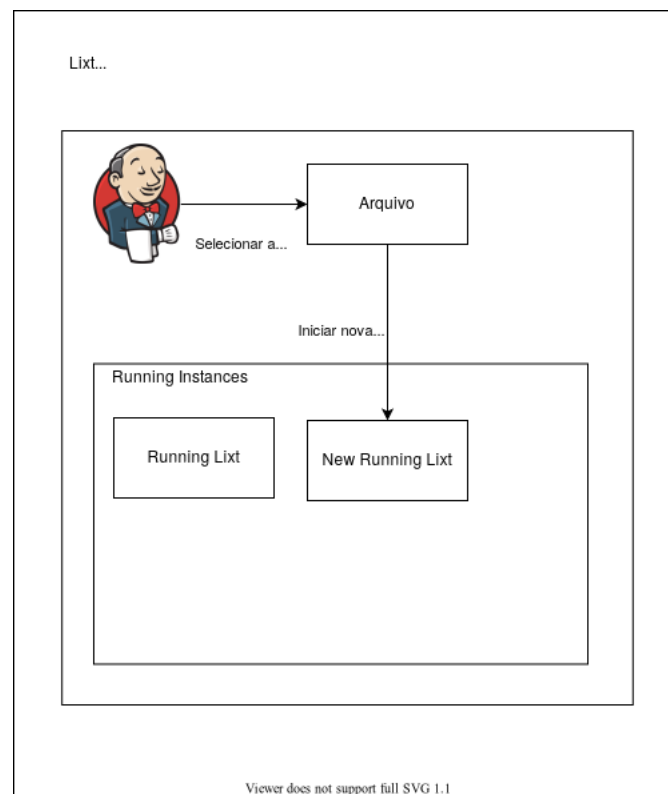 Lixt...
Arquivo
Selecionar a...
Iniciar nova...
Running Instances
Running Lixt
New Running Lixt
Viewer does not support full SVG 1.1